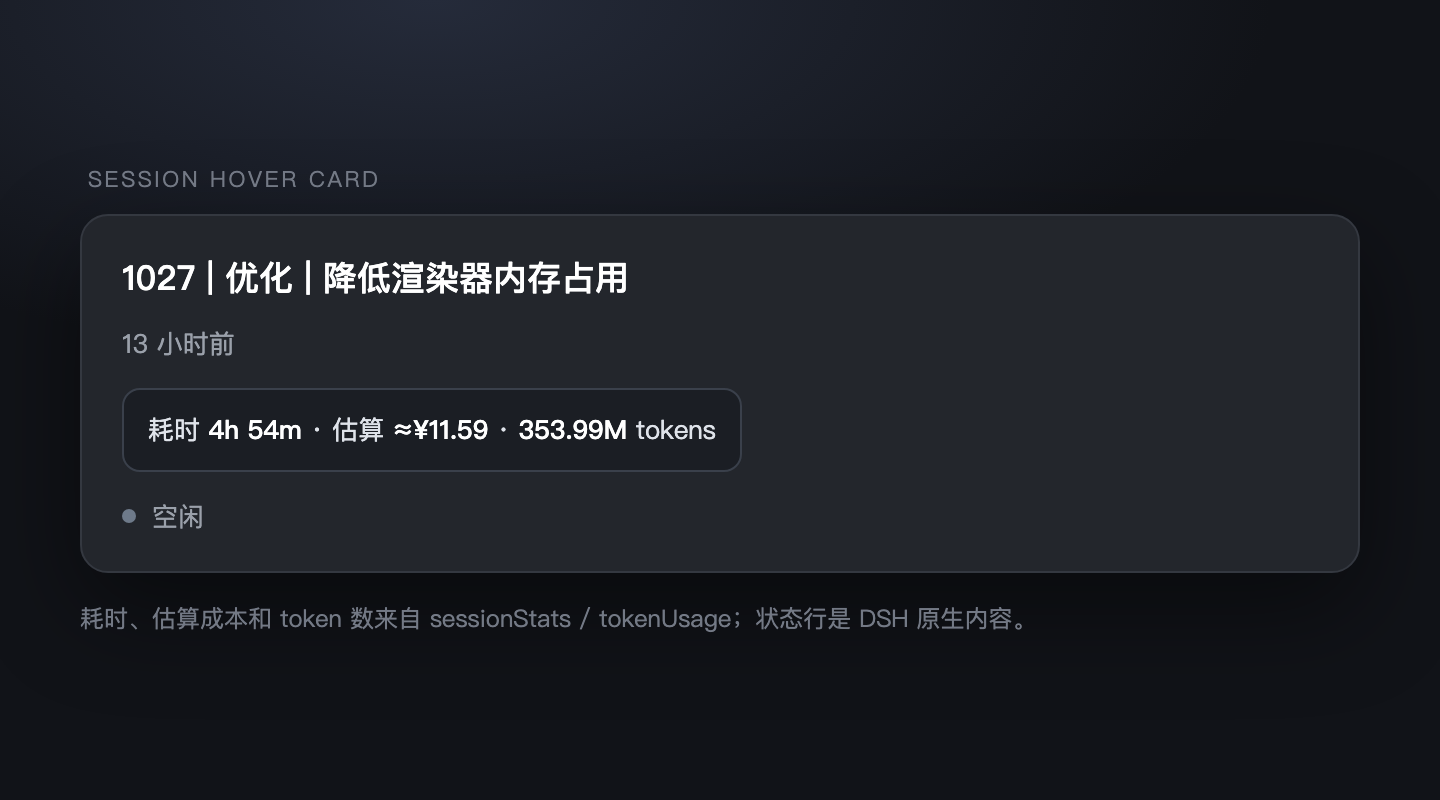 SESSION HOVER CARD
1027 | 优化 | 降低渲染器内存占用
13 小时前
耗时 4h 54m · 估算 ≈¥11.59 · 353.99M tokens
空闲
耗时、估算成本和 token 数来自 sessionStats / tokenUsage；状态行是 DSH 原生内容。